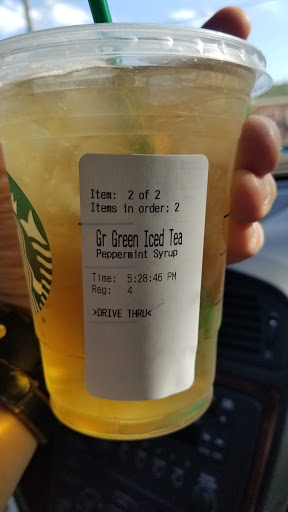 Item: 2 of 2
Items in order: 2
Gr Green Iced Tea
Peppermint Syrup
Time: 5:28:46 PM
Reg: 4
>DRIVE THRU<